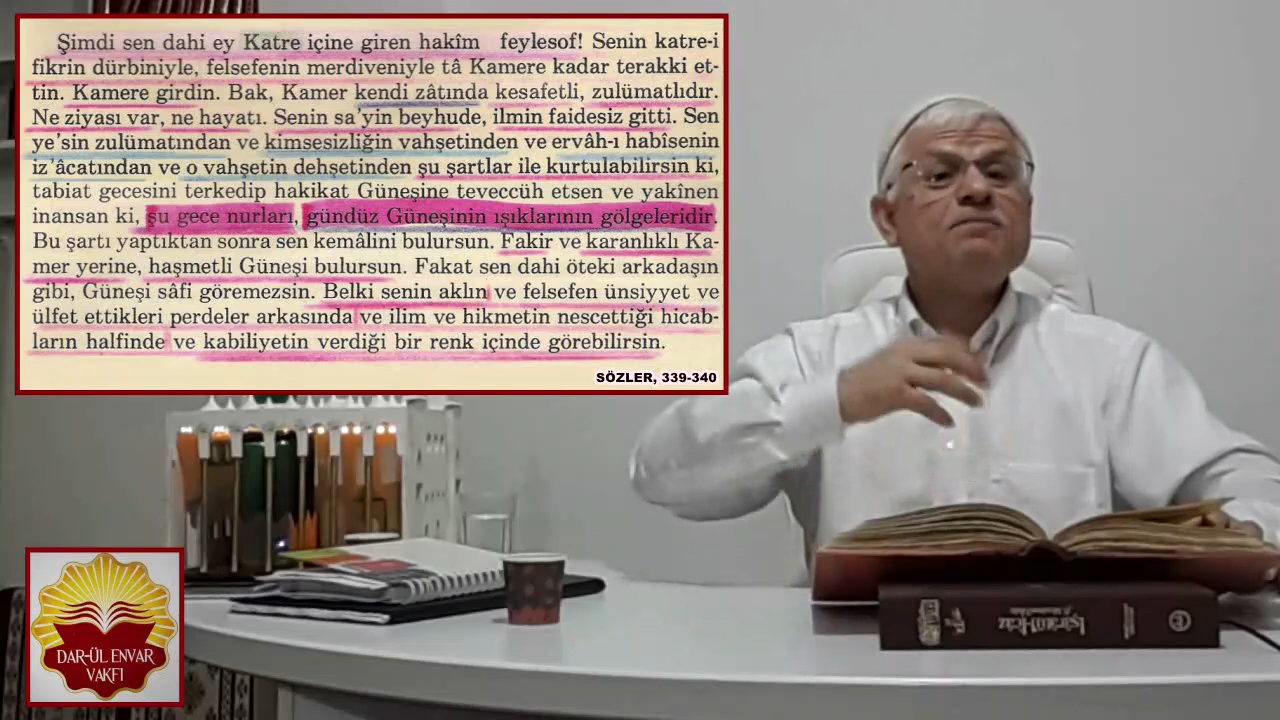 Şimdi sen dahi ey Katre içine giren hakîm feylesof! Senin katre-i
fikrin dürbiniyle, felsefenin merdiveniyle tâ Kamere kadar terakki et-
tin. Kamere girdin. Bak, Kamer kendi zâtında kesafetli, zulümatlıdır.
Ne ziyası var, ne hayatı. Senin sa'yin beyhude, ilmin faidesiz gitti. Sen
ye'sin zulümatından ve kimsesizliğin vahşetinden ve ervâh-ı habîsenin
iz'âcatından ve o vahşetin dehşetinden şu şartlar ile kurtulabilirsin ki,
tabiat gecesini terkedip hakikat Güneşine teveccüh etsen ve yakînen
inansan ki, şu gece nurları, gündüz Güneşinin ışıklarının gölgeleridir.
Bu şartı yaptıktan sonra sen kemâlini bulursun. Fakir ve karanlıklı Ka-
mer yerine, haşmetli Güneşi bulursun. Fakat sen dahi öteki arkadaşın
gibi, Güneşi sâfi göremezsin. Belki senin aklın ve felsefen ünsiyyet ve
ülfet ettikleri perdeler arkasında ve ilim ve hikmetin nescettiği hicab-
ların halfinde ve kabiliyetin verdiği bir renk içinde görebilirsin.
SÖZLER, 339-340
DAR-ÜL ENVAR
VAKFI
İşârâtü'l-İ'câz